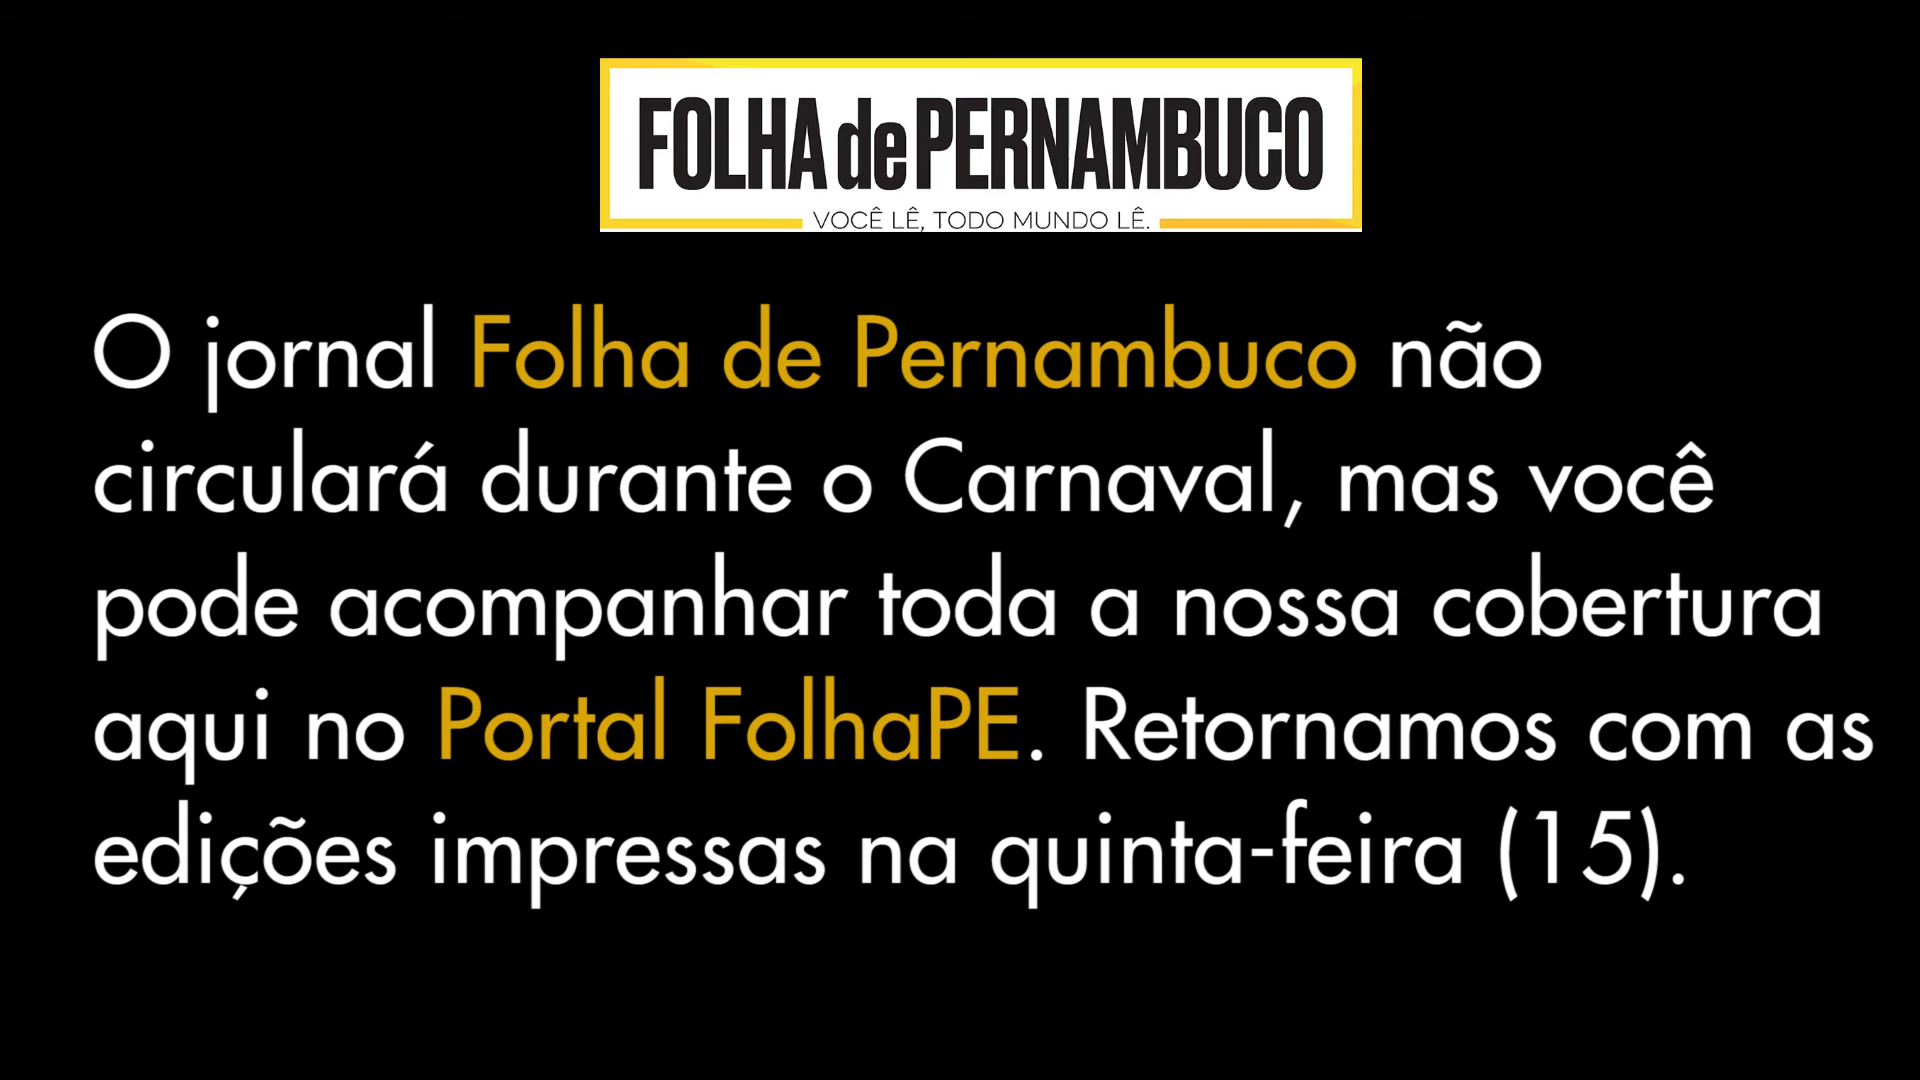 FOLHA de PERNAMBUCO
VOCÊ LÊ, TODO MUNDO LÊ.
O jornal Folha de Pernambuco não
circulará durante o Carnaval, mas você
pode acompanhar toda a nossa cobertura
aqui no Portal FolhaPE. Retornamos com as
edições impressas na quinta-feira (15).